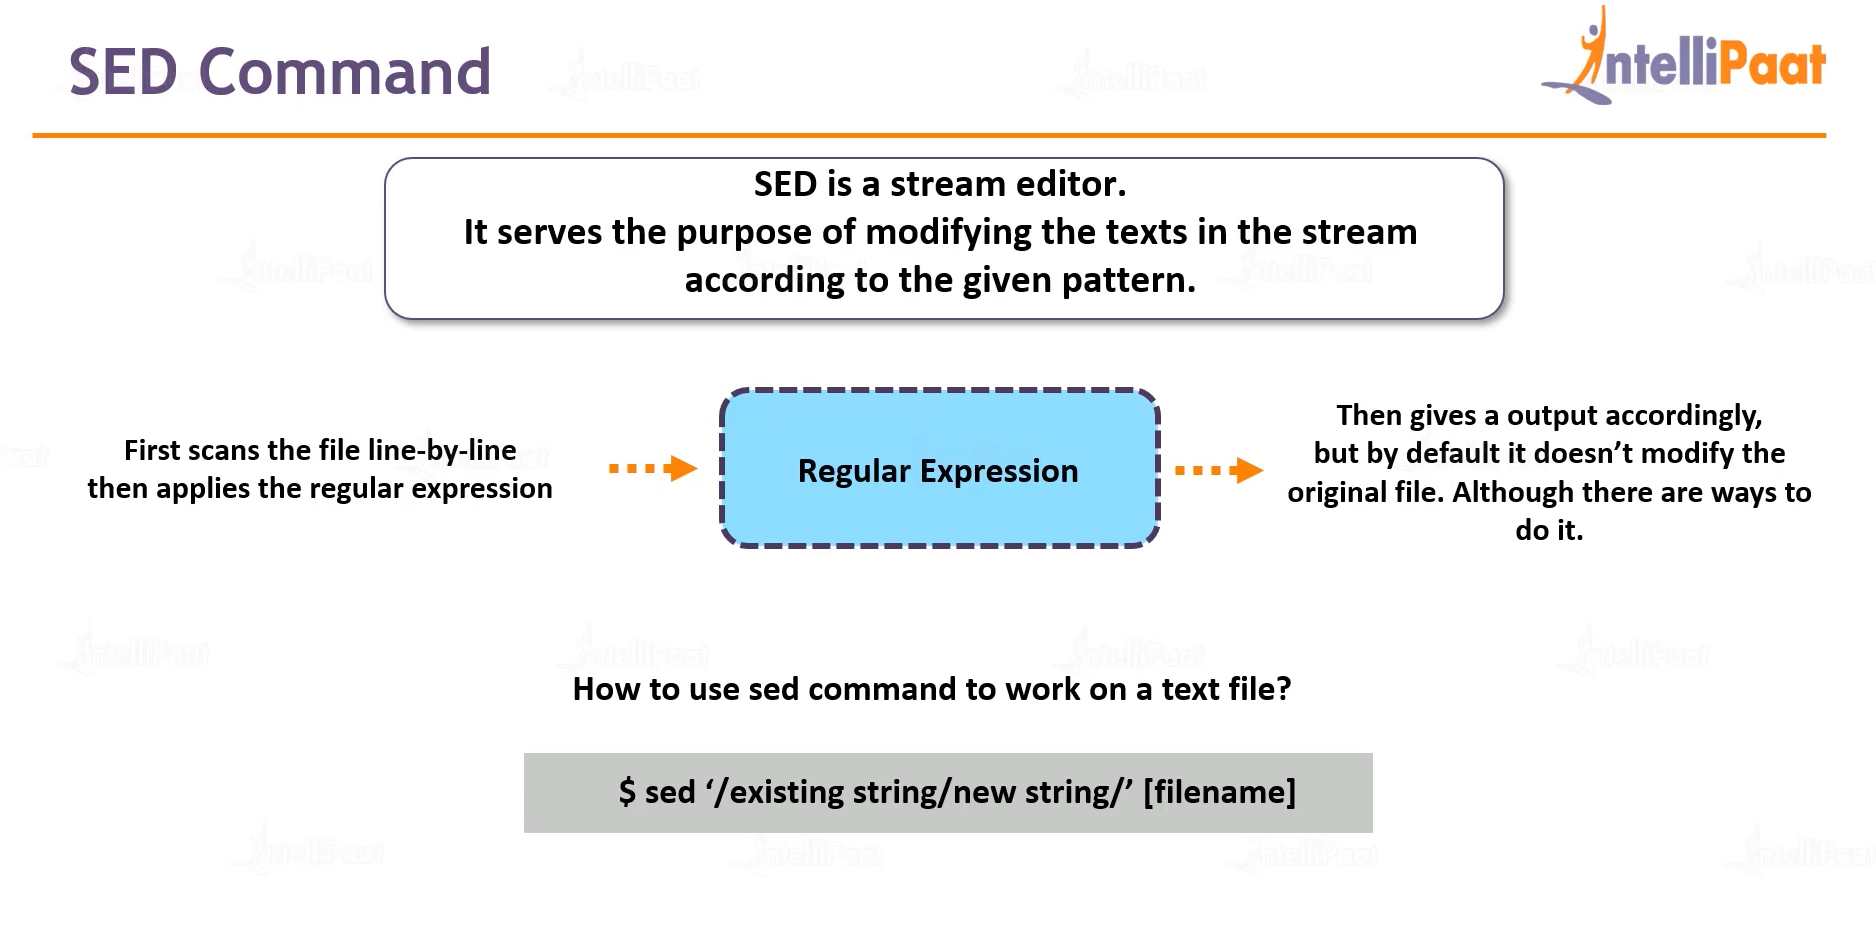 SED Command
IntelliPaat
SED is a stream editor.
It serves the purpose of modifying the texts in the stream
according to the given pattern.
First scans the file line-by-line
then applies the regular expression
Regular Expression
Then gives a output accordingly,
but by default it doesn’t modify the
original file. Although there are ways to
do it.
How to use sed command to work on a text file?
$ sed ‘/existing string/new string/’ [filename]